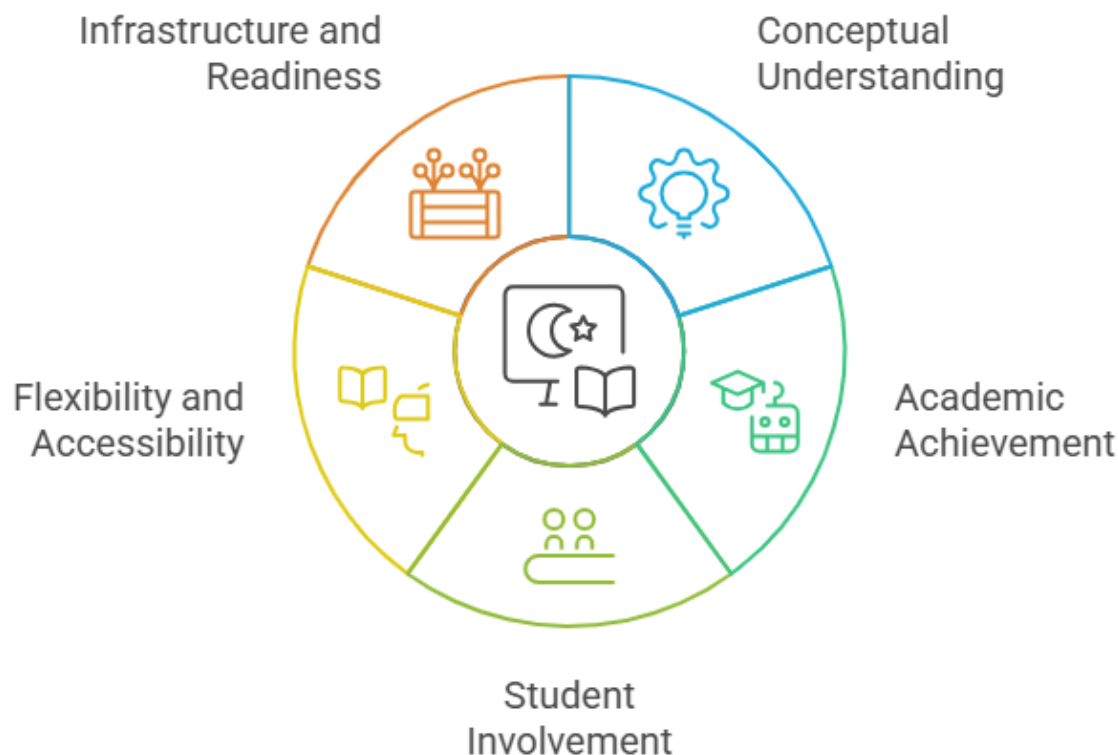 Infrastructure and
Readiness
Conceptual
Understanding
Flexibility and
Accessibility
Academic
Achievement
Student
Involvement